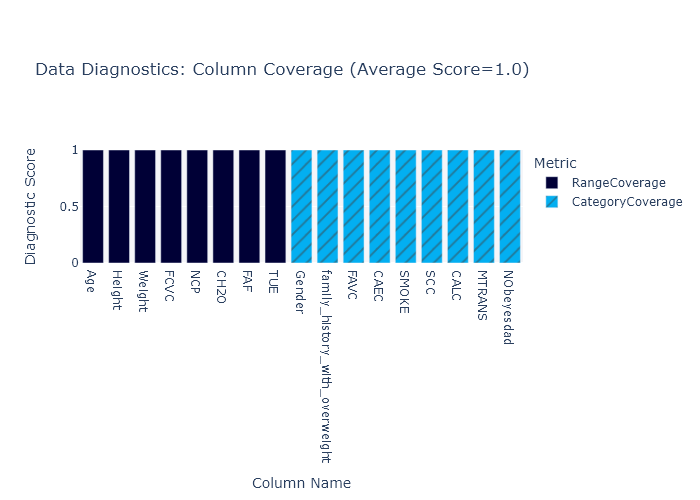 Data Diagnostics: Column Coverage (Average Score=1.0)
Diagnostic Score
1
0.5
0
Age
Height
Weight
FCVC
NCP
CH2O
FAF
TUE
Gender
family_history_with_overweight
FAVC
CAEC
SMOKE
SCC
CALC
MTRANS
NObeyesdad
Column Name
Metric
RangeCoverage
CategoryCoverage